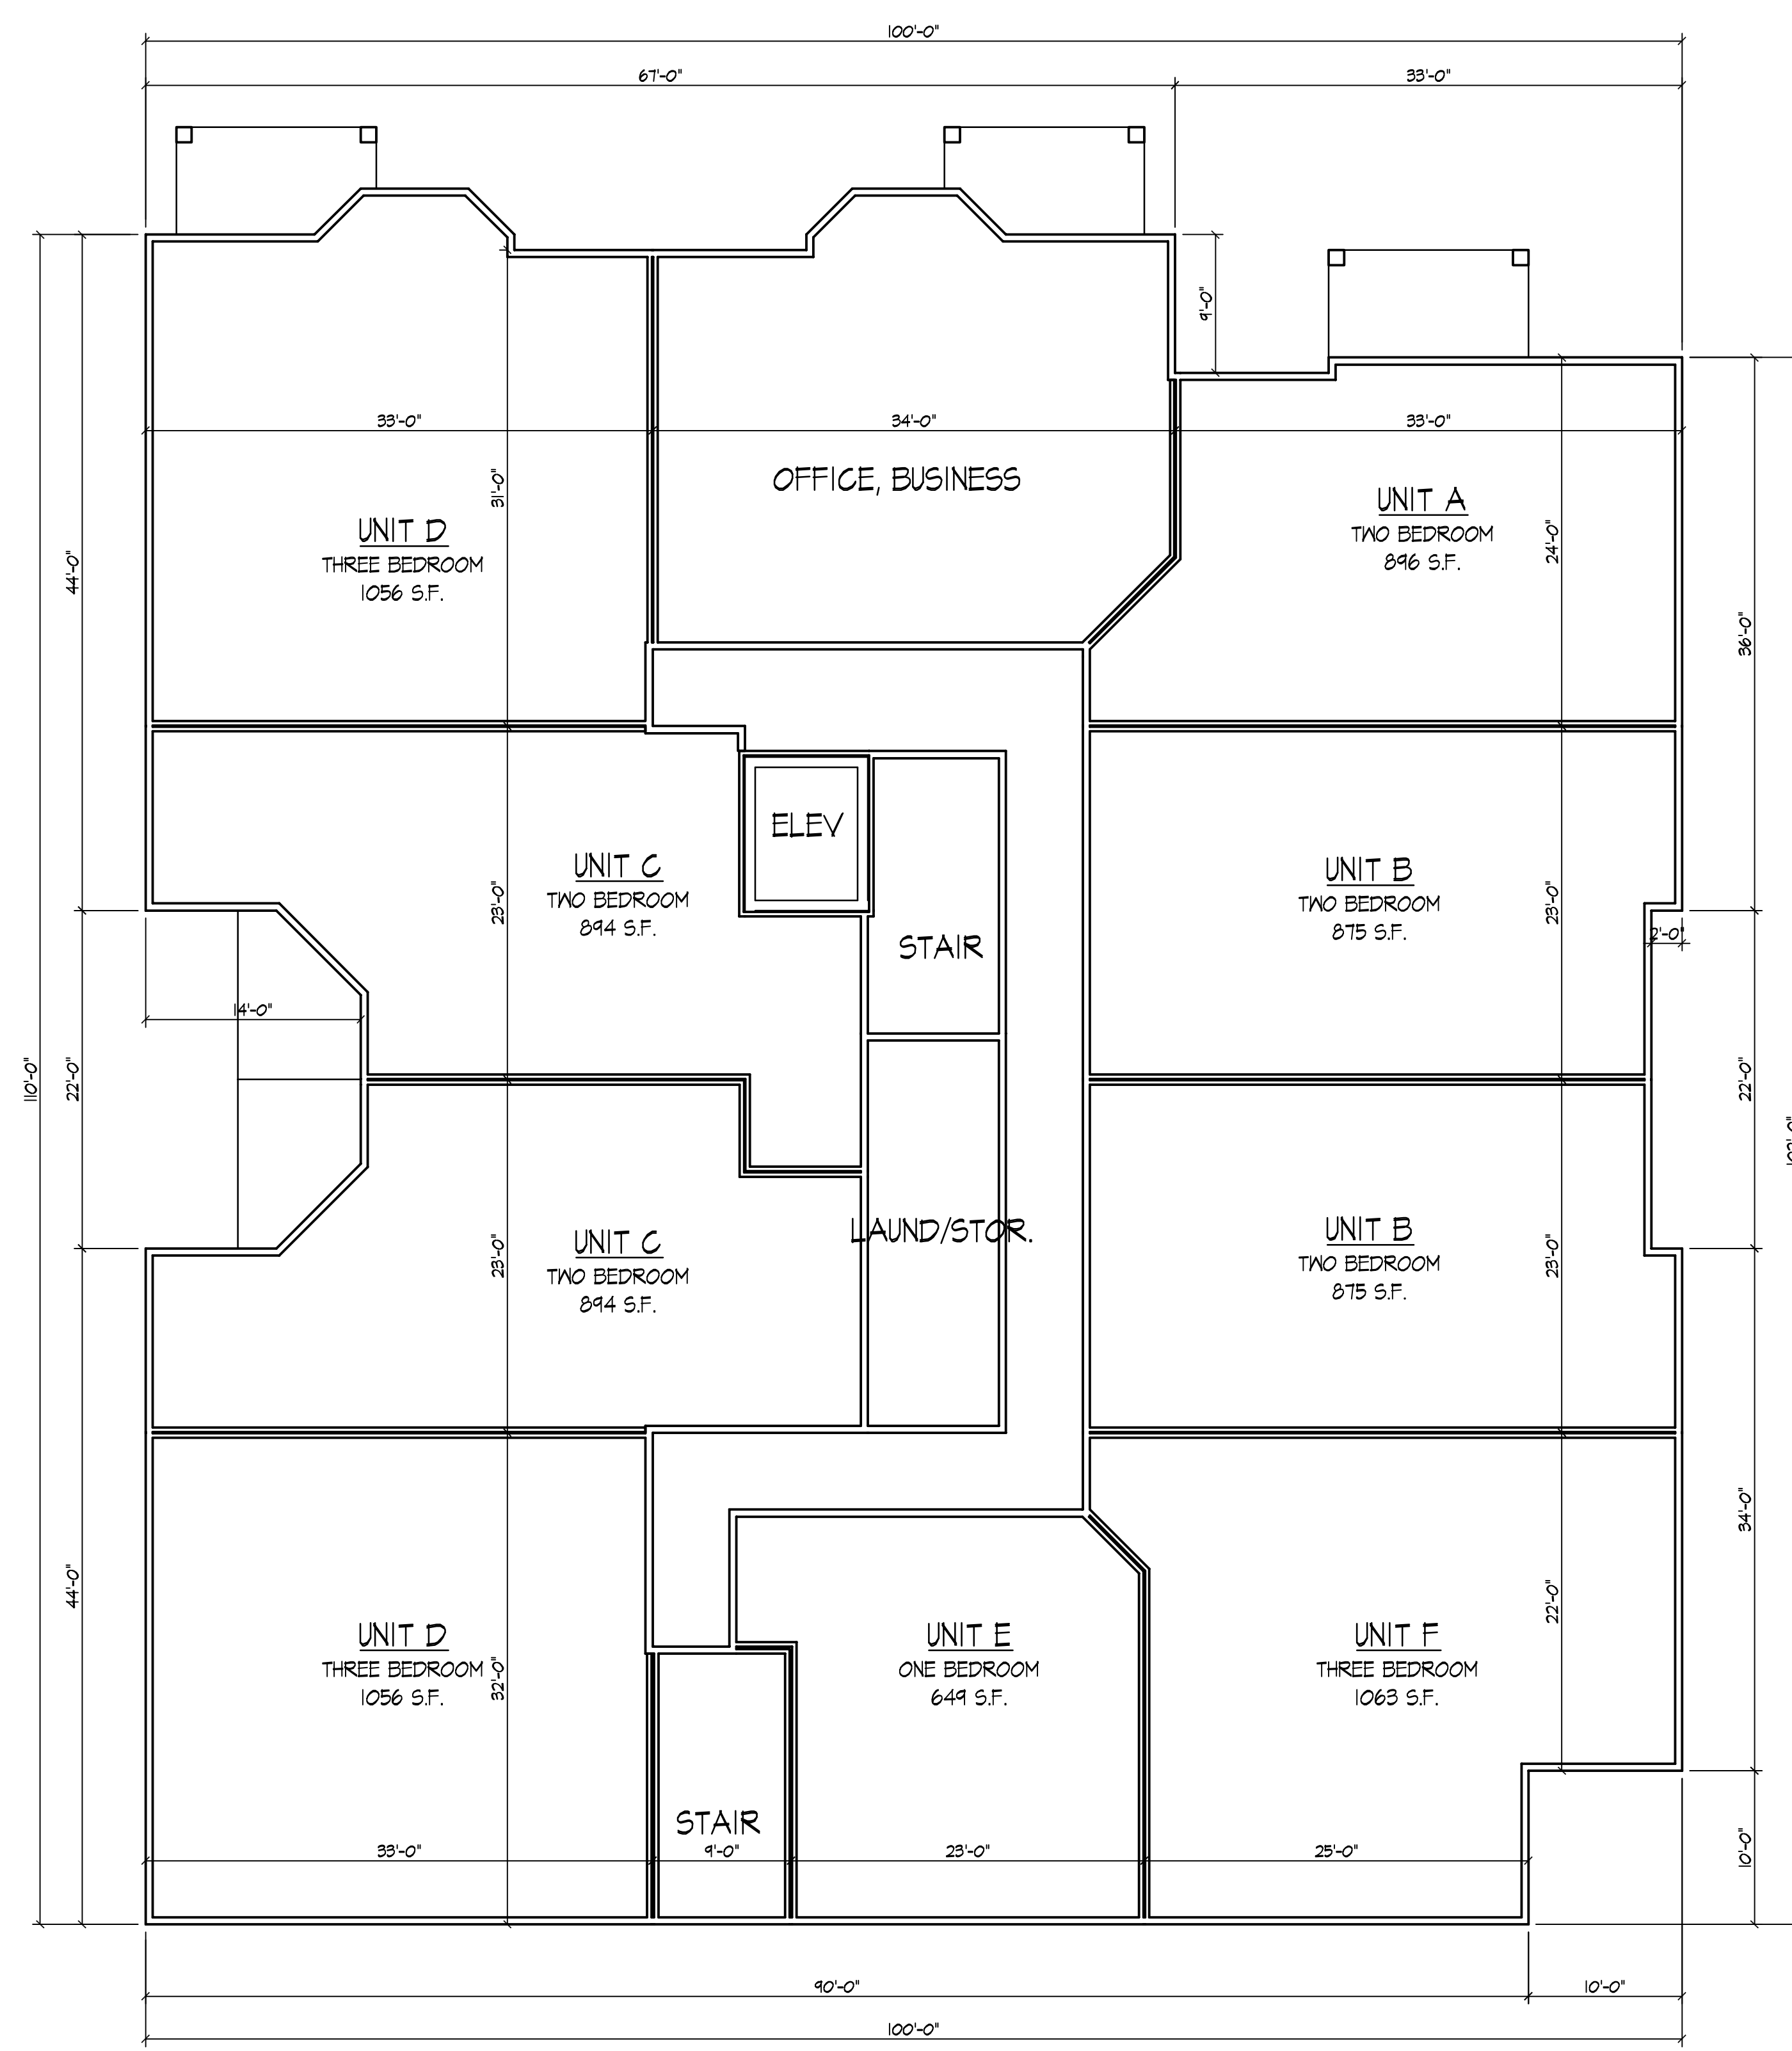 100'-0"
67'-0" 33'-0"
9'-0"
33'-0" 34'-0" 33'-0"
OFFICE, BUSINESS
31'-0"
UNIT A
TWO BEDROOM
896 S.F.
24'-0"
UNIT D
THREE BEDROOM
1056 S.F.
44'-0"
36'-0"
ELEV
UNIT C
TWO BEDROOM
894 S.F.
23'-0"
UNIT B
TWO BEDROOM
875 S.F.
23'-0"
STAIR
2'-0"
14'-0"
110'-0"
22'-0"
22'-0"
LAUND/STOR.
UNIT C
TWO BEDROOM
894 S.F.
23'-0"
UNIT B
TWO BEDROOM
875 S.F.
23'-0"
44'-0"
34'-0"
22'-0"
UNIT D
THREE BEDROOM
1056 S.F.
32'-0"
UNIT E
ONE BEDROOM
649 S.F.
UNIT F
THREE BEDROOM
1063 S.F.
STAIR
33'-0" 9'-0" 23'-0" 25'-0"
10'-0"
90'-0" 10'-0"
100'-0"